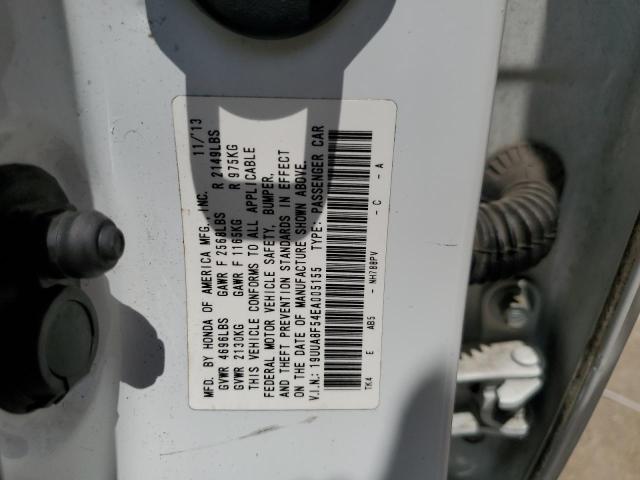 MFD. BY HONDA OF AMERICA MFG., INC. 11/'13
GVWR 4696LBS GAWR F 2568LBS R 2149LBS
GVWR 2130KG GAWR F 1165KG R 975KG
THIS VEHICLE CONFORMS TO ALL APPLICABLE
FEDERAL MOTOR VEHICLE SAFETY, BUMPER,
AND THEFT PREVENTION STANDARDS IN EFFECT
ON THE DATE OF MANUFACTURE SHOWN ABOVE.
V.I.N.: 19UUA8F54EA005155 TYPE: PASSENGER CAR
TK4 E AB5 - NH788PV - C - A